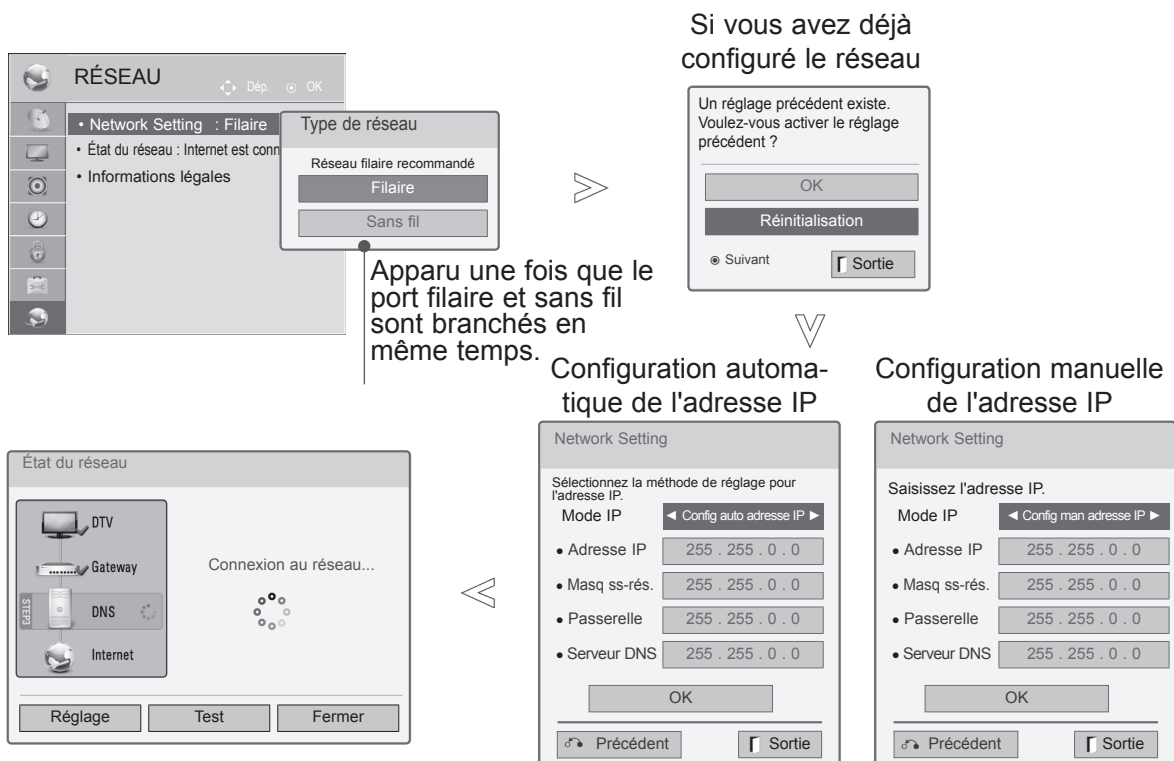 RÉSEAU
Dép. OK
• Network Setting : Filaire
• État du réseau : Internet est conn
• Informations légales
Type de réseau
Réseau filaire recommandé
Filaire
Sans fil
Apparu une fois que le
port filaire et sans fil
sont branchés en
même temps.
Si vous avez déjà
configuré le réseau
Un réglage précédent existe.
Voulez-vous activer le réglage
précédent ?
OK
Réinitialisation
Suivant
Sortie
Configuration automa-
tique de l'adresse IP
Network Setting
Sélectionnez la méthode de réglage pour
l'adresse IP.
Mode IP ◄ Config auto adresse IP ►
• Adresse IP 255 . 255 . 0 . 0
• Masq ss-rés. 255 . 255 . 0 . 0
• Passerelle 255 . 255 . 0 . 0
• Serveur DNS 255 . 255 . 0 . 0
OK
Précédent
Sortie
Configuration manuelle
de l'adresse IP
Network Setting
Saisissez l'adresse IP.
Mode IP ◄ Config man adresse IP ►
• Adresse IP 255 . 255 . 0 . 0
• Masq ss-rés. 255 . 255 . 0 . 0
• Passerelle 255 . 255 . 0 . 0
• Serveur DNS 255 . 255 . 0 . 0
OK
Précédent
Sortie
État du réseau
DTV
Gateway
STEP3
DNS
Internet
Connexion au réseau...
Réglage
Test
Fermer